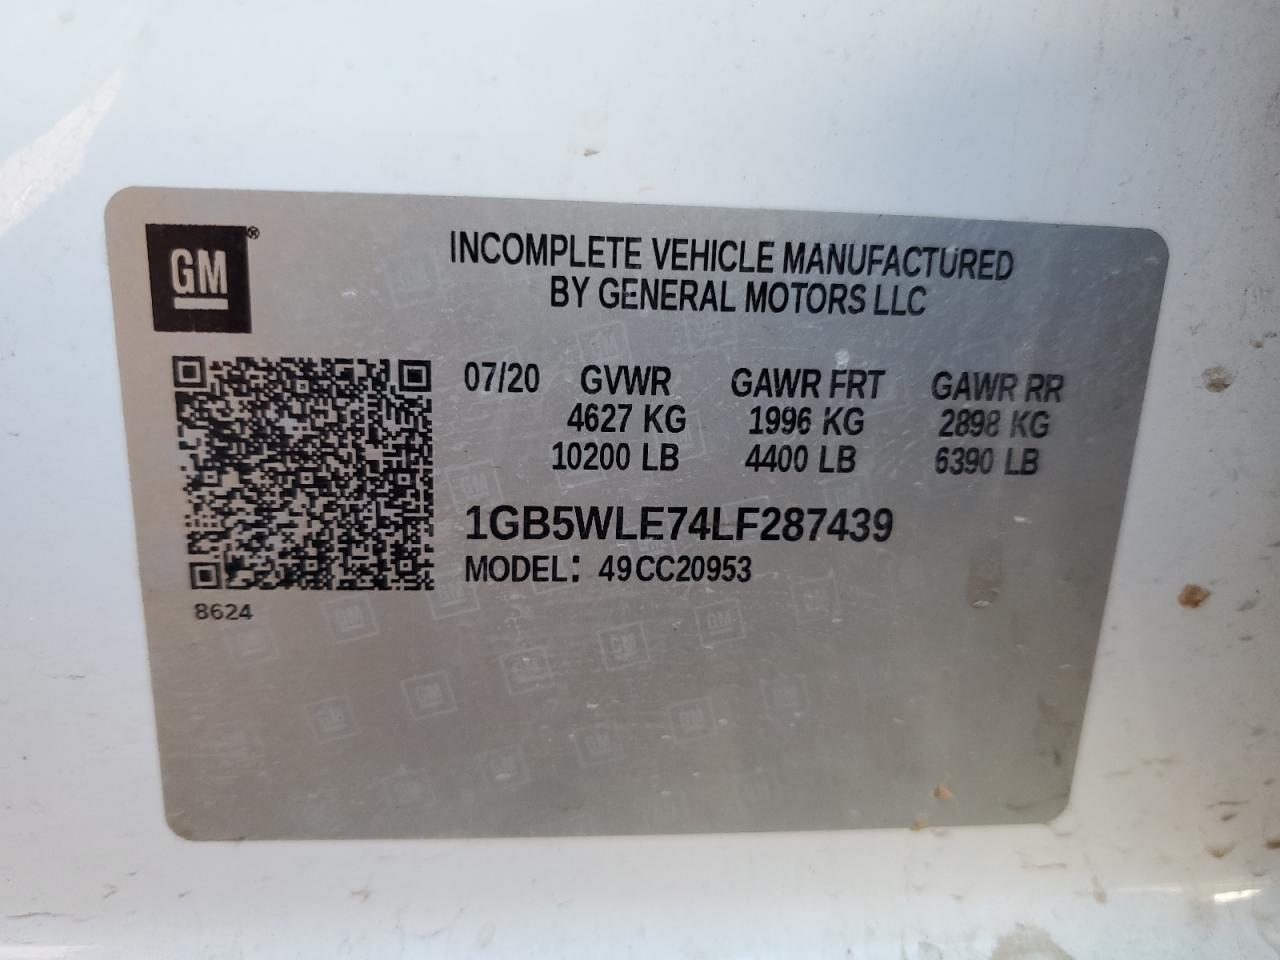 GM®
INCOMPLETE VEHICLE MANUFACTURED
BY GENERAL MOTORS LLC
07/20 GVWR GAWR FRT GAWR RR
4627 KG 1996 KG 2898 KG
10200 LB 4400 LB 6390 LB
1GB5WLE74LF287439
MODEL: 49CC20953
8624